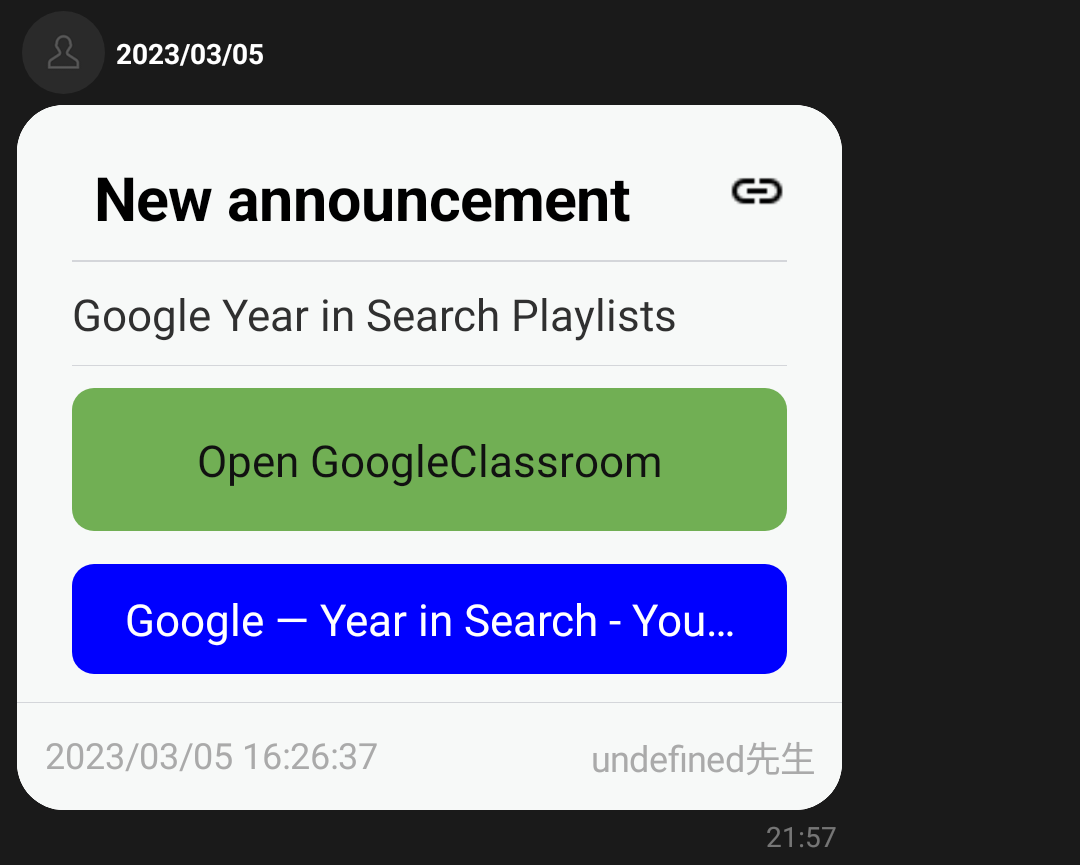 2023/03/05
New announcement
Google Year in Search Playlists
Open GoogleClassroom
Google — Year in Search - You…
2023/03/05 16:26:37
undefined先生
21:57